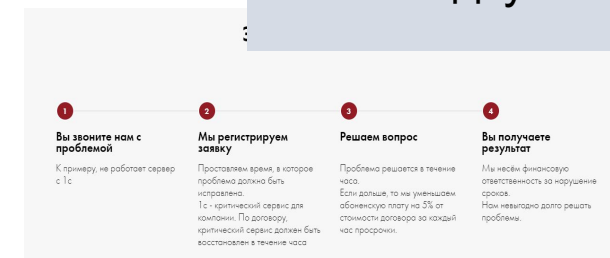 1
Вы звоните нам с
проблемой
К примеру, не работает сервер
с 1с
2
Мы регистрируем
заявку
Проставляем время, в которое
проблема должна быть
исправлена.
1с - критический сервис для
компании. По договору,
критический сервис должен быть
восстановлен в течение часа
3
Решаем вопрос
Проблема решается в течение
часа.
Если дольше, то мы уменьшаем
абоненскую плату на 5% от
стоимости договора за каждый
час просрочки.
4
Вы получаете
результат
Мы несём финансовую
ответственность за нарушение
сроков.
Нам невыгодно долго решать
проблемы.